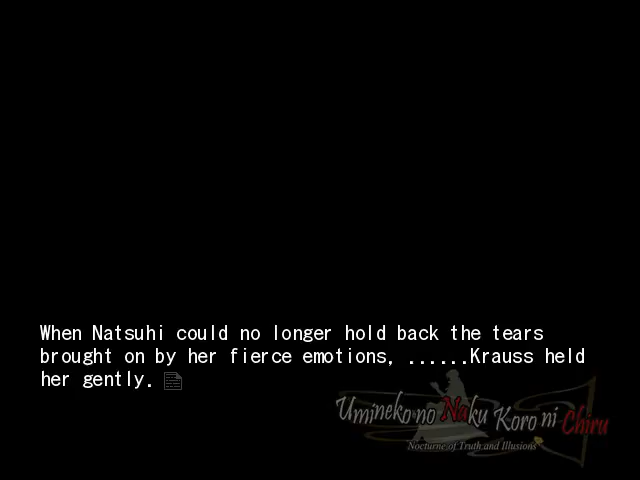 When Natsuhi could no longer hold back the tears
brought on by her fierce emotions, ......Krauss held
her gently.
Umineko no Naku Koro ni Chiru
Nocturne of Truth and Illusions